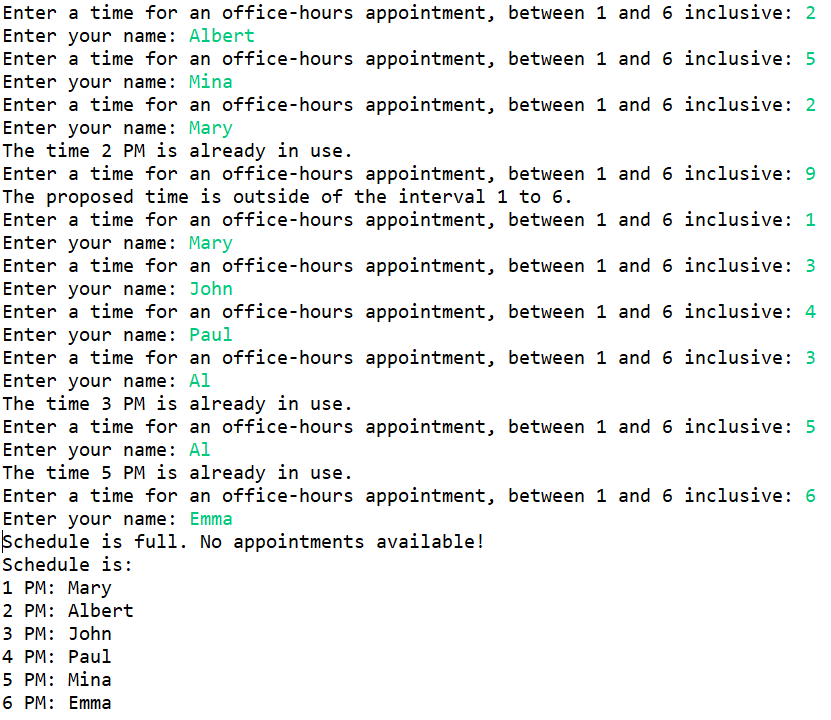 Enter a time for an office-hours appointment, between 1 and 6 inclusive: 2
Enter your name: Albert
Enter a time for an office-hours appointment, between 1 and 6 inclusive: 5
Enter your name: Mina
Enter a time for an office-hours appointment, between 1 and 6 inclusive: 2
Enter your name: Mary
The time 2 PM is already in use.
Enter a time for an office-hours appointment, between 1 and 6 inclusive: 9
The proposed time is outside of the interval 1 to 6.
Enter a time for an office-hours appointment, between 1 and 6 inclusive: 1
Enter your name: Mary
Enter a time for an office-hours appointment, between 1 and 6 inclusive: 3
Enter your name: John
Enter a time for an office-hours appointment, between 1 and 6 inclusive: 4
Enter your name: Paul
Enter a time for an office-hours appointment, between 1 and 6 inclusive: 3
Enter your name: Al
The time 3 PM is already in use.
Enter a time for an office-hours appointment, between 1 and 6 inclusive: 5
Enter your name: Al
The time 5 PM is already in use.
Enter a time for an office-hours appointment, between 1 and 6 inclusive: 6
Enter your name: Emma
Schedule is full. No appointments available!
Schedule is:
1 PM: Mary
2 PM: Albert
3 PM: John
4 PM: Paul
5 PM: Mina
6 PM: Emma